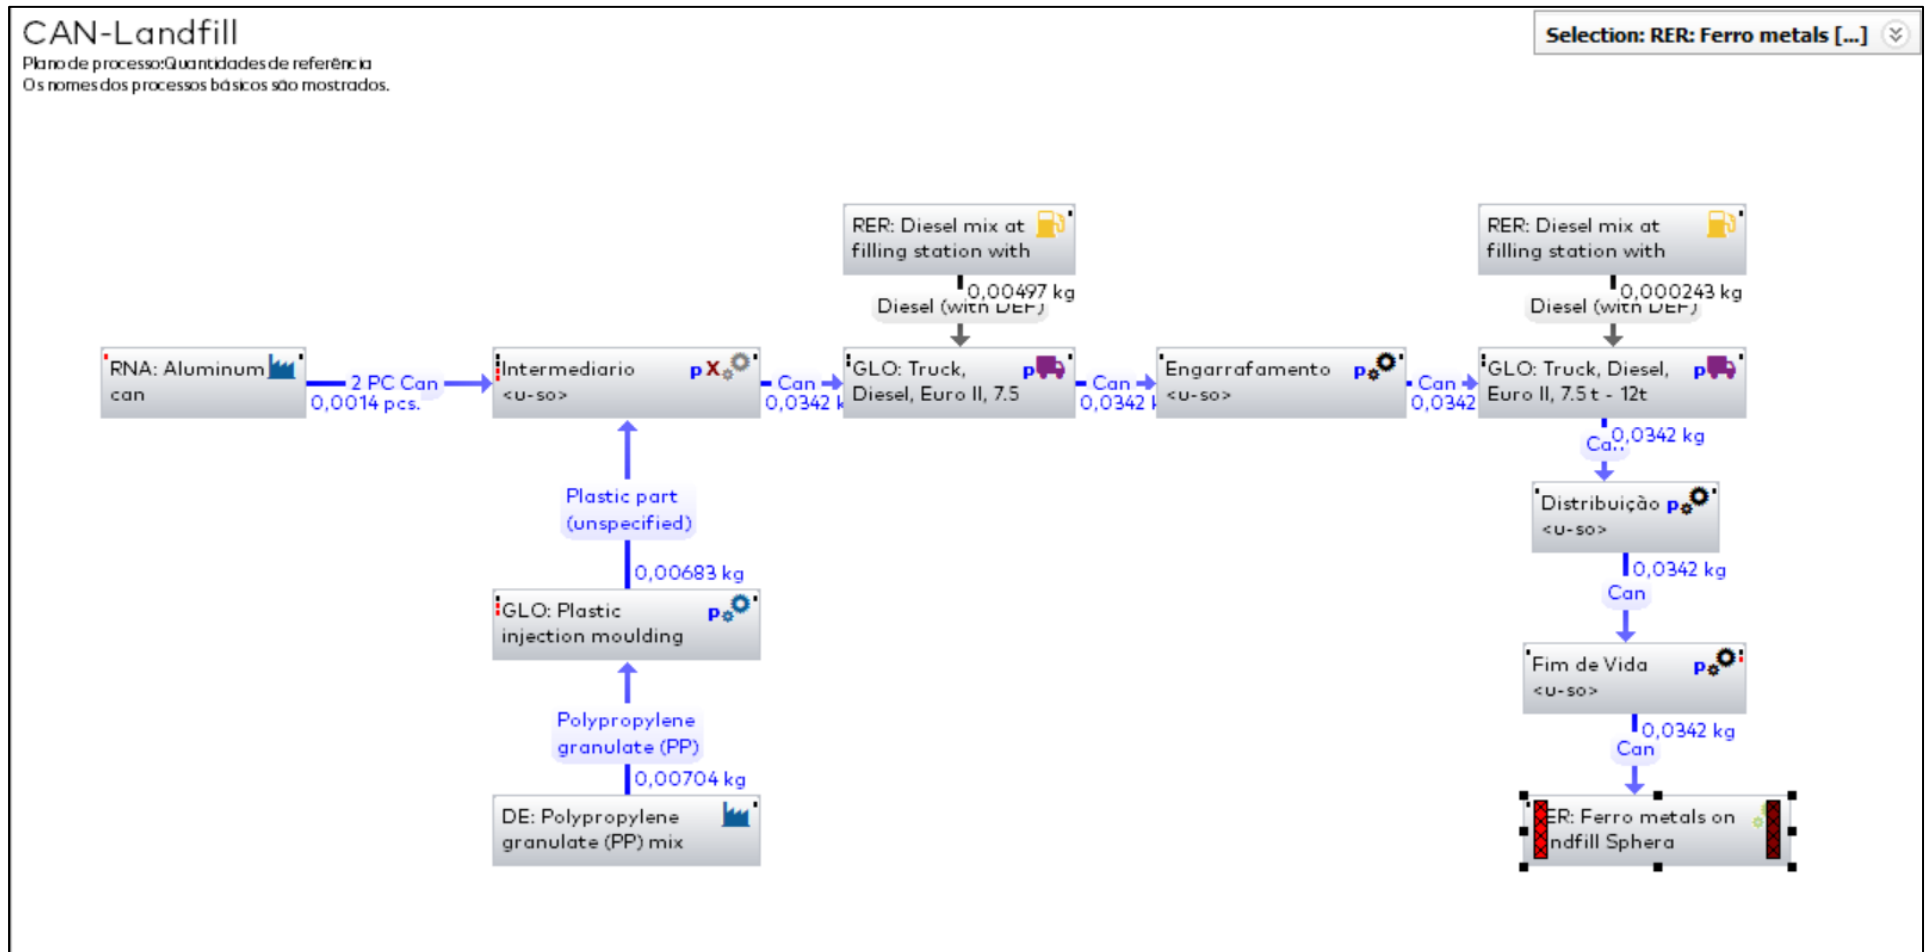 CAN-Landfill
Plano de processo:Quantidades de referência
Os nomes dos processos básicos são mostrados.
Selection: RER: Ferro metals [...]
RER: Diesel mix at
filling station with
0,00497 kg
Diesel (with DEF)
RER: Diesel mix at
filling station with
0,000243 kg
Diesel (with DEF)
RNA: Aluminum
can
2 PC Can
0,0014 pcs.
Intermediario
<u-so>
p X
Can
0,0342 k
GLO: Truck,
Diesel, Euro II, 7.5
p
Can
0,0342 k
Engarrafamento
<u-so>
p
Can
0,0342
GLO: Truck, Diesel,
Euro II, 7.5 t - 12t
p
0,0342 kg
Distribuição
<u-so>
p
0,0342 kg
Can
Fim de Vida
<u-so>
p
0,0342 kg
Can
ER: Ferro metals on
ndfill Sphera
Plastic part
(unspecified)
0,00683 kg
GLO: Plastic
injection moulding
p
Polypropylene
granulate (PP)
0,00704 kg
DE: Polypropylene
granulate (PP) mix